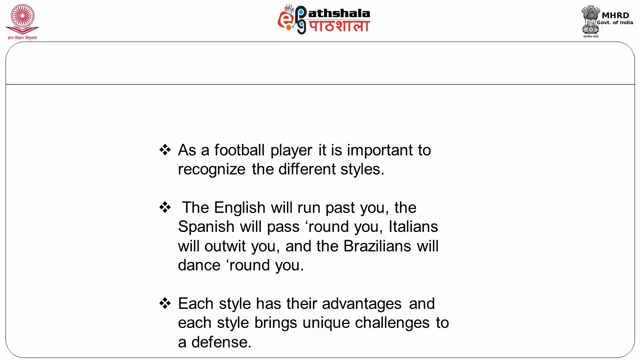 Pathshala
पाठशाला
MHRD
Govt. of India
❖ As a football player it is important to
recognize the different styles.
❖ The English will run past you, the
Spanish will pass ‘round you, Italians
will outwit you, and the Brazilians will
dance ‘round you.
❖ Each style has their advantages and
each style brings unique challenges to
a defense.